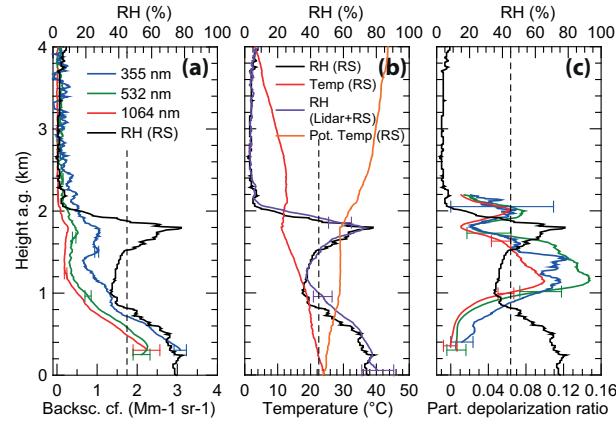 RH (%)
RH (%)
RH (%)
0 20 40 60 80 100
0 20 40 60 80 100
0 20 40 60 80 100
4
3
2
1
0
Height a.g. (km)
(a)
355 nm
532 nm
1064 nm
RH (RS)
(b)
RH (RS)
Temp (RS)
RH
(Lidar+RS)
Pot. Temp (RS)
(c)
0 1 2 3 4
0 10 20 30 40 50
0 0.04 0.08 0.12 0.16
Backsc. cf. (Mm-1 sr-1)
Temperature (°C)
Part. depolarization ratio